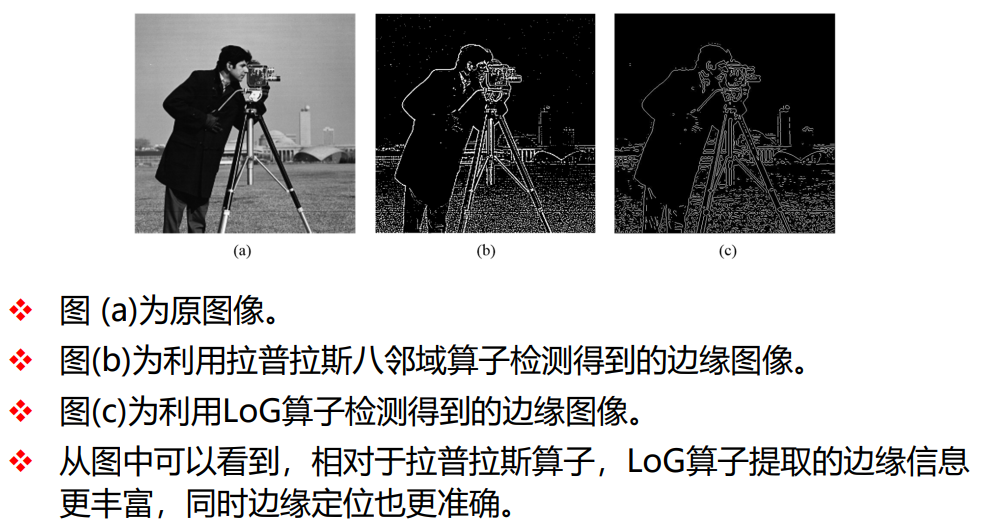 (a) (b) (c)
图 (a)为原图像。
图(b)为利用拉普拉斯八邻域算子检测得到的边缘图像。
图(c)为利用LoG算子检测得到的边缘图像。
从图中可以看到，相对于拉普拉斯算子，LoG算子提取的边缘信息
更丰富，同时边缘定位也更准确。